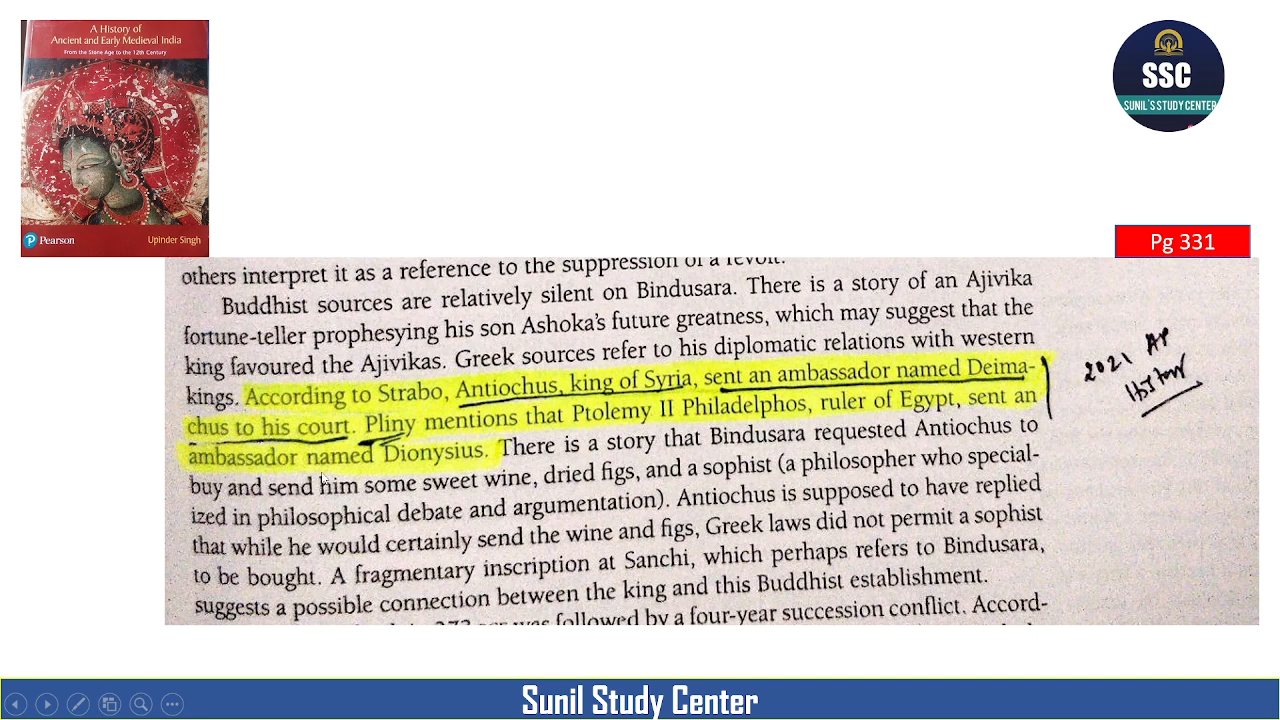 A History of
Ancient and Early Medieval India
From the Stone Age to the 12th Century
Pearson
Upinder Singh
SSC
SUNIL'S STUDY CENTER
Pg 331
others interpret it as a reference to the suppression of a revolt.
Buddhist sources are relatively silent on Bindusara. There is a story of an Ajivika
fortune-teller prophesying his son Ashoka's future greatness, which may suggest that the
king favoured the Ajivikas. Greek sources refer to his diplomatic relations with western
kings. According to Strabo, Antiochus, king of Syria, sent an ambassador named Deima-
chus to his court. Pliny mentions that Ptolemy II Philadelphos, ruler of Egypt, sent an
ambassador named Dionysius. There is a story that Bindusara requested Antiochus to
buy and send him some sweet wine, dried figs, and a sophist (a philosopher who special-
ized in philosophical debate and argumentation). Antiochus is supposed to have replied
that while he would certainly send the wine and figs, Greek laws did not permit a sophist
to be bought. A fragmentary inscription at Sanchi, which perhaps refers to Bindusara,
suggests a possible connection between the king and this Buddhist establishment.
was followed by a four-year succession conflict. Accord-
2021 AP
History
Sunil Study Center